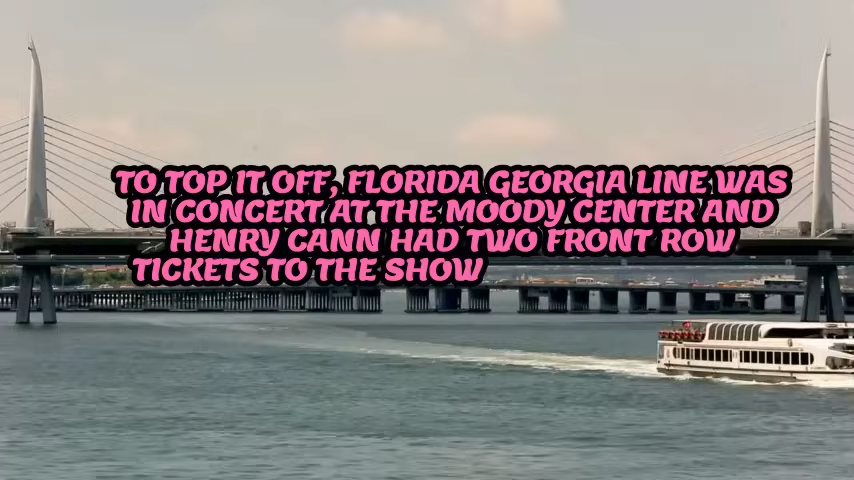 TO TOP IT OFF, FLORIDA GEORGIA LINE WAS
IN CONCERT AT THE MOODY CENTER AND
HENRY CANN HAD TWO FRONT ROW
TICKETS TO THE SHOW